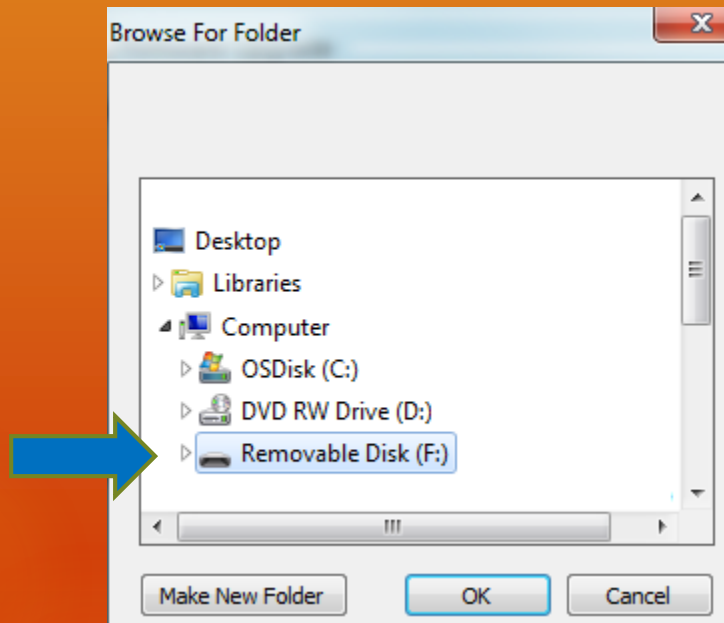 Browse For Folder
Desktop
Libraries
Computer
OSDisk (C:)
DVD RW Drive (D:)
Removable Disk (F:)
Make New Folder
OK
Cancel